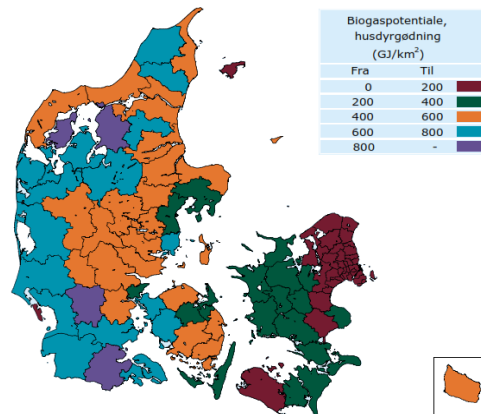 Biogaspotentiale,
husdyrgødning
(GJ/km²)
Fra Til
0 200
200 400
400 600
600 800
800 -